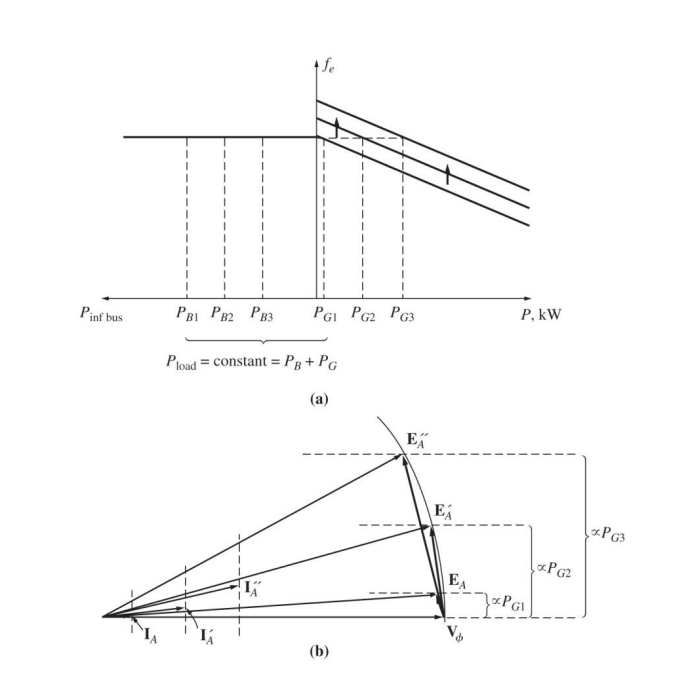 fₑ
P_inf bus P_B1 P_B2 P_B3 P_G1 P_G2 P_G3 P, kW
P_load = constant = P_B + P_G
(a)
E_A″
E_A′ ∝P_G3
I_A″ E_A ∝P_G2
∝P_G1
I_A I_A′ V_ϕ
(b)